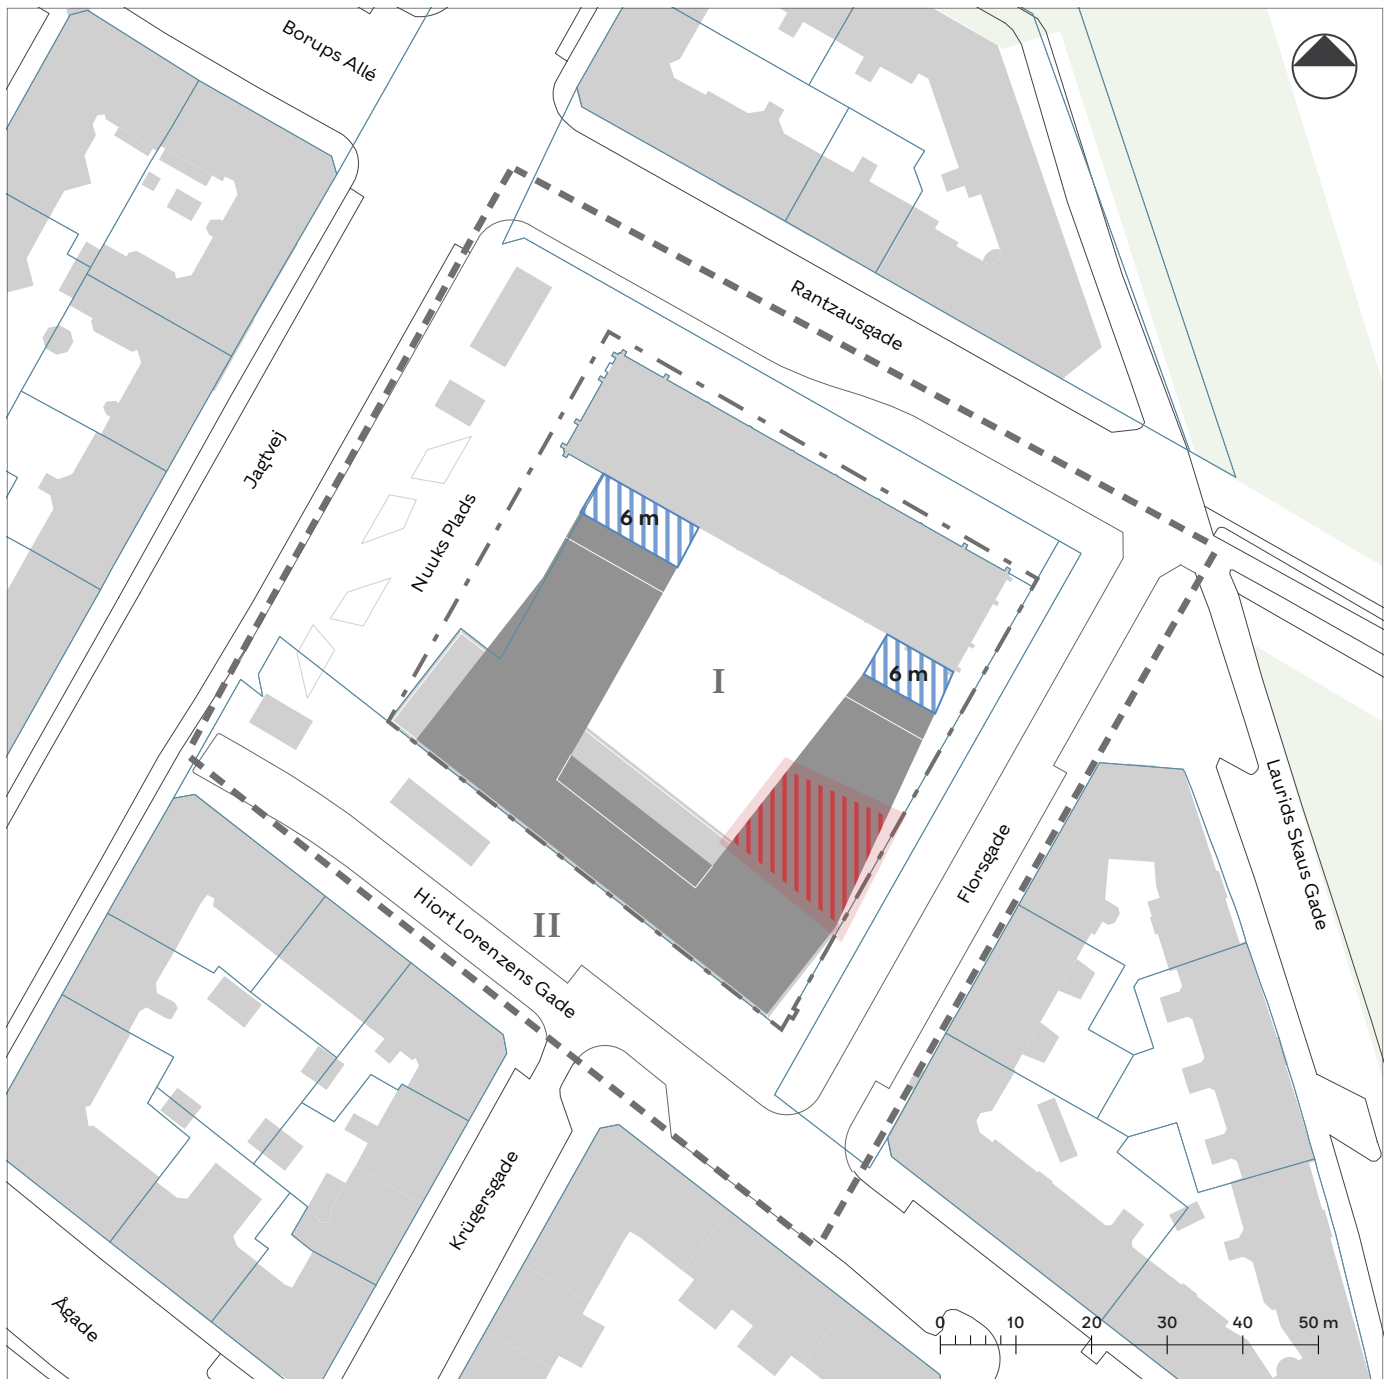 Borups Allé
Rantzausgade
Jagtvej
Nuuks Plads
6 m
6 m
I
II
Florsgade
Laurids Skaus Gade
Hiort Lorenzens Gade
Krügersgade
Ågade
0 10 20 30 40 50 m